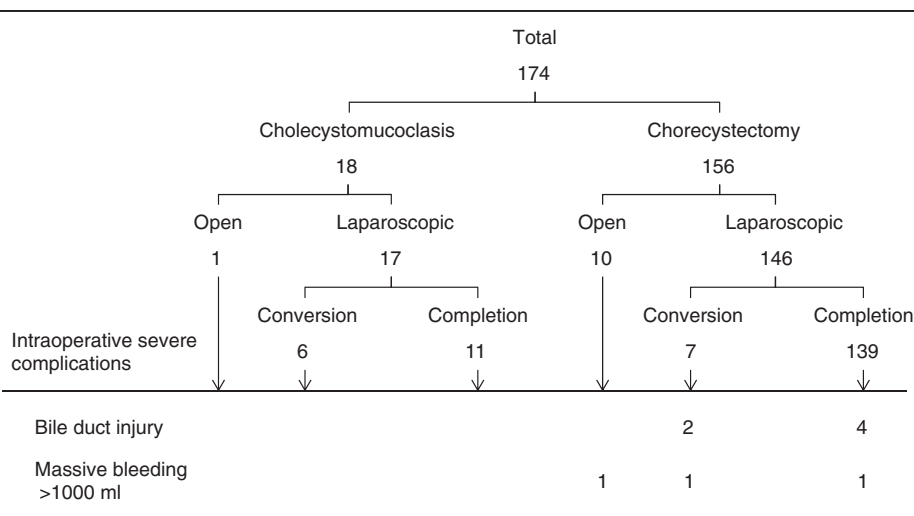 Total
174
Cholecystomucoclasis Chorecystectomy
18 156
Open Laparoscopic Open Laparoscopic
1 17 10 146
Conversion Completion Conversion Completion
Intraoperative severe
complications
6 11 7 139
Bile duct injury 2 4
Massive bleeding
>1000 ml
1 1 1